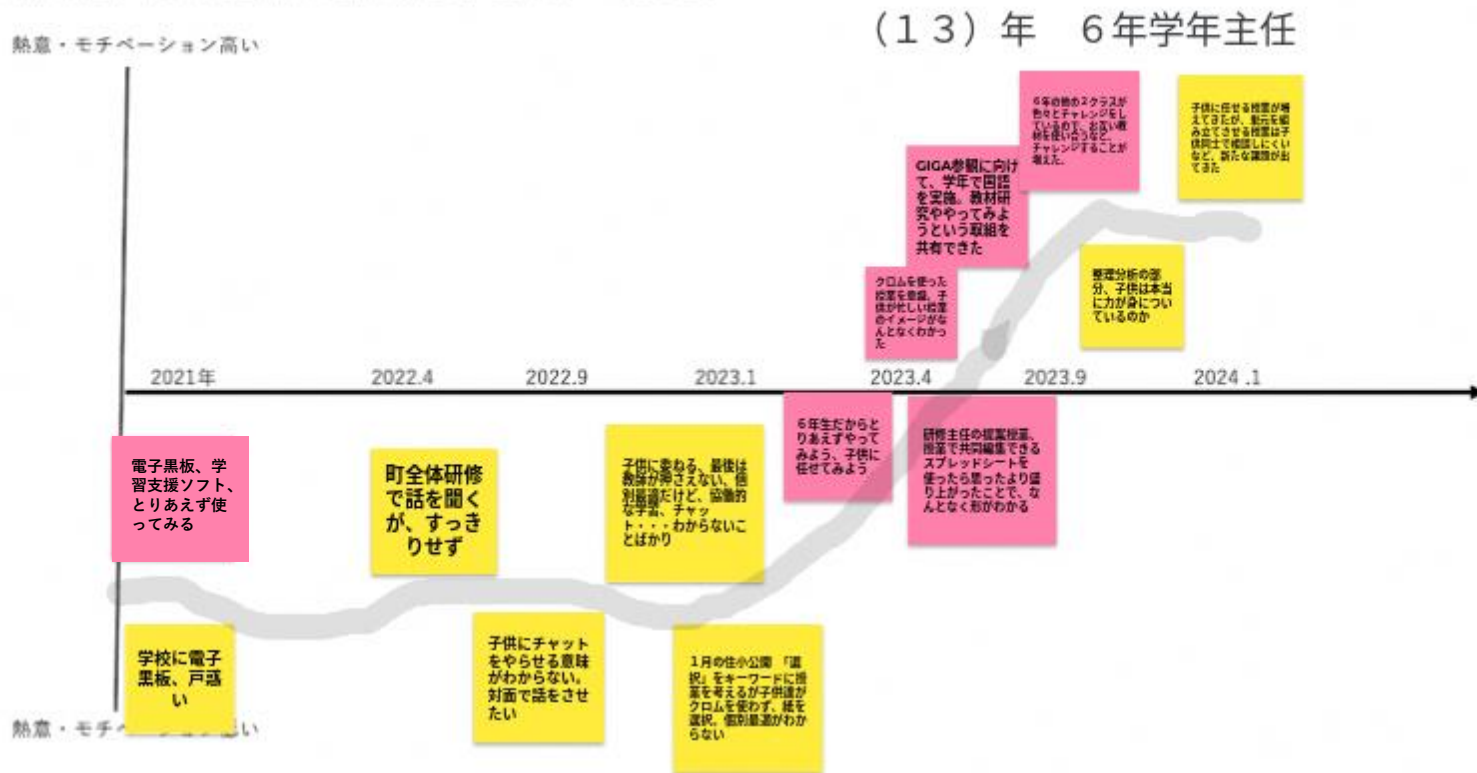 （１３）年　６年学年主任
熱意・モチベーション高い
６年の他の２クラスが
色々とチャレンジをし
ているので、お互い教
材を使い合うなど、
チャレンジすることが
増えた。
子供に任せる授業が増
えてきたが、単元を組
み立てさせる授業は子
供同士で相談しにくい
など、新たな課題が出
てきた
GIGA参観に向け
て、学年で国語
を実施。教材研
究ややってみよ
うという取組を
共有できた
クロムを使った
授業を意識。子
供が忙しい授業
のイメージがな
んとなくわかっ
た
整理分析の部
分、子供は本当
に力が身につい
ているのか
2021年
2022.4
2022.9
2023.1
2023.4
2023.9
2024 .1
電子黒板、学
習支援ソフト、
とりあえず使
ってみる
町全体研修
で話を聞く
が、すっき
りせず
子供に委ねる、最後は
教師が押さえない、個
別最適だけど、協働的
な学習、チャッ
ト・・・わからないこ
とばかり
６年生だからと
りあえずやって
みよう、子供に
任せてみよう
研修主任の提案授業、
授業で共同編集できる
スプレッドシートを
使ったら思ったより盛
り上がったことで、な
んとなく形がわかる
学校に電子
黒板、戸惑
い
子供にチャット
をやらせる意味
がわからない。
対面で話をさせ
たい
１月の住小公開　「選
択」をキーワードに授
業を考えるが子供達が
クロムを使わず、紙を
選択。個別最適がわか
らない
熱意・モチ